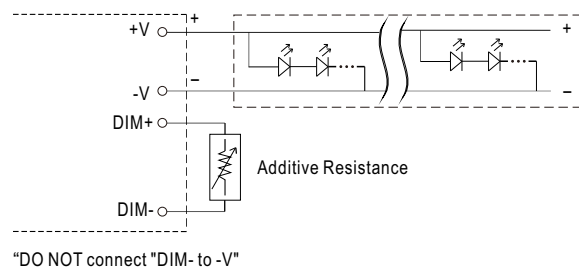 +V
+
-V
−
DIM+
DIM-
+
−
Additive Resistance
“DO NOT connect "DIM- to -V"